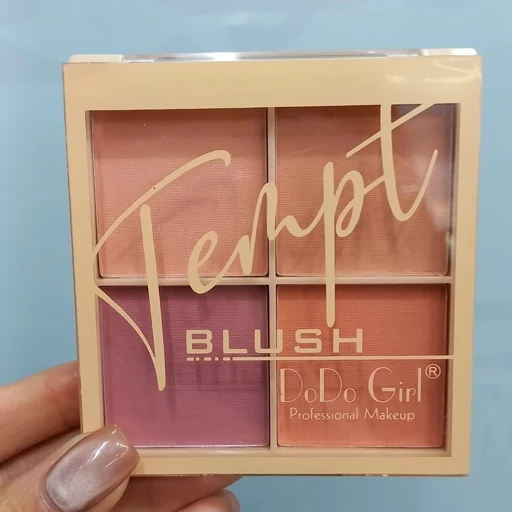 Tempt
BLUSH
DoDo Girl®
Professional Makeup